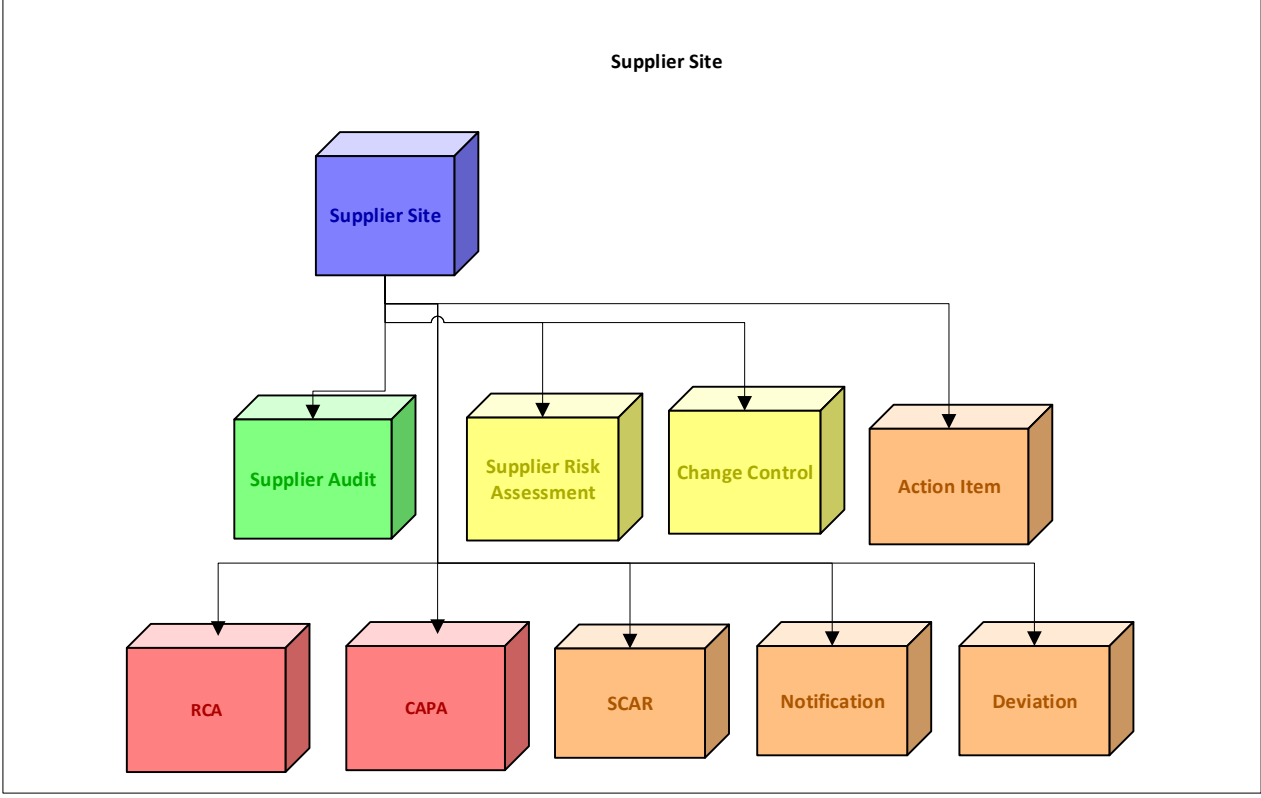 Supplier Site
Supplier Site
Supplier Audit
Supplier Risk
Assessment
Change Control
Action Item
RCA
CAPA
SCAR
Notification
Deviation